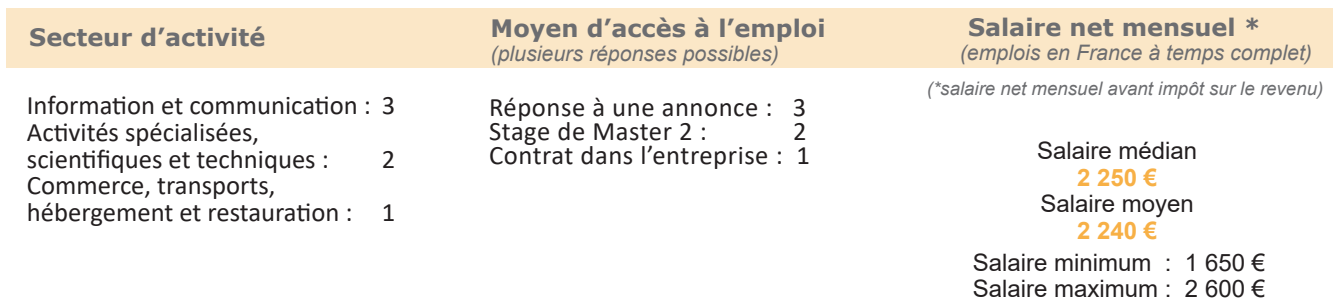 Secteur d'activité
Information et communication : 3
Activités spécialisées,
scientifiques et techniques : 2
Commerce, transports,
hébergement et restauration : 1
Moyen d'accès à l'emploi
(plusieurs réponses possibles)
Réponse à une annonce : 3
Stage de Master 2 : 2
Contrat dans l'entreprise : 1
Salaire net mensuel *
(emplois en France à temps complet)
(*salaire net mensuel avant impôt sur le revenu)
Salaire médian
2 250 €
Salaire moyen
2 240 €
Salaire minimum : 1 650 €
Salaire maximum : 2 600 €